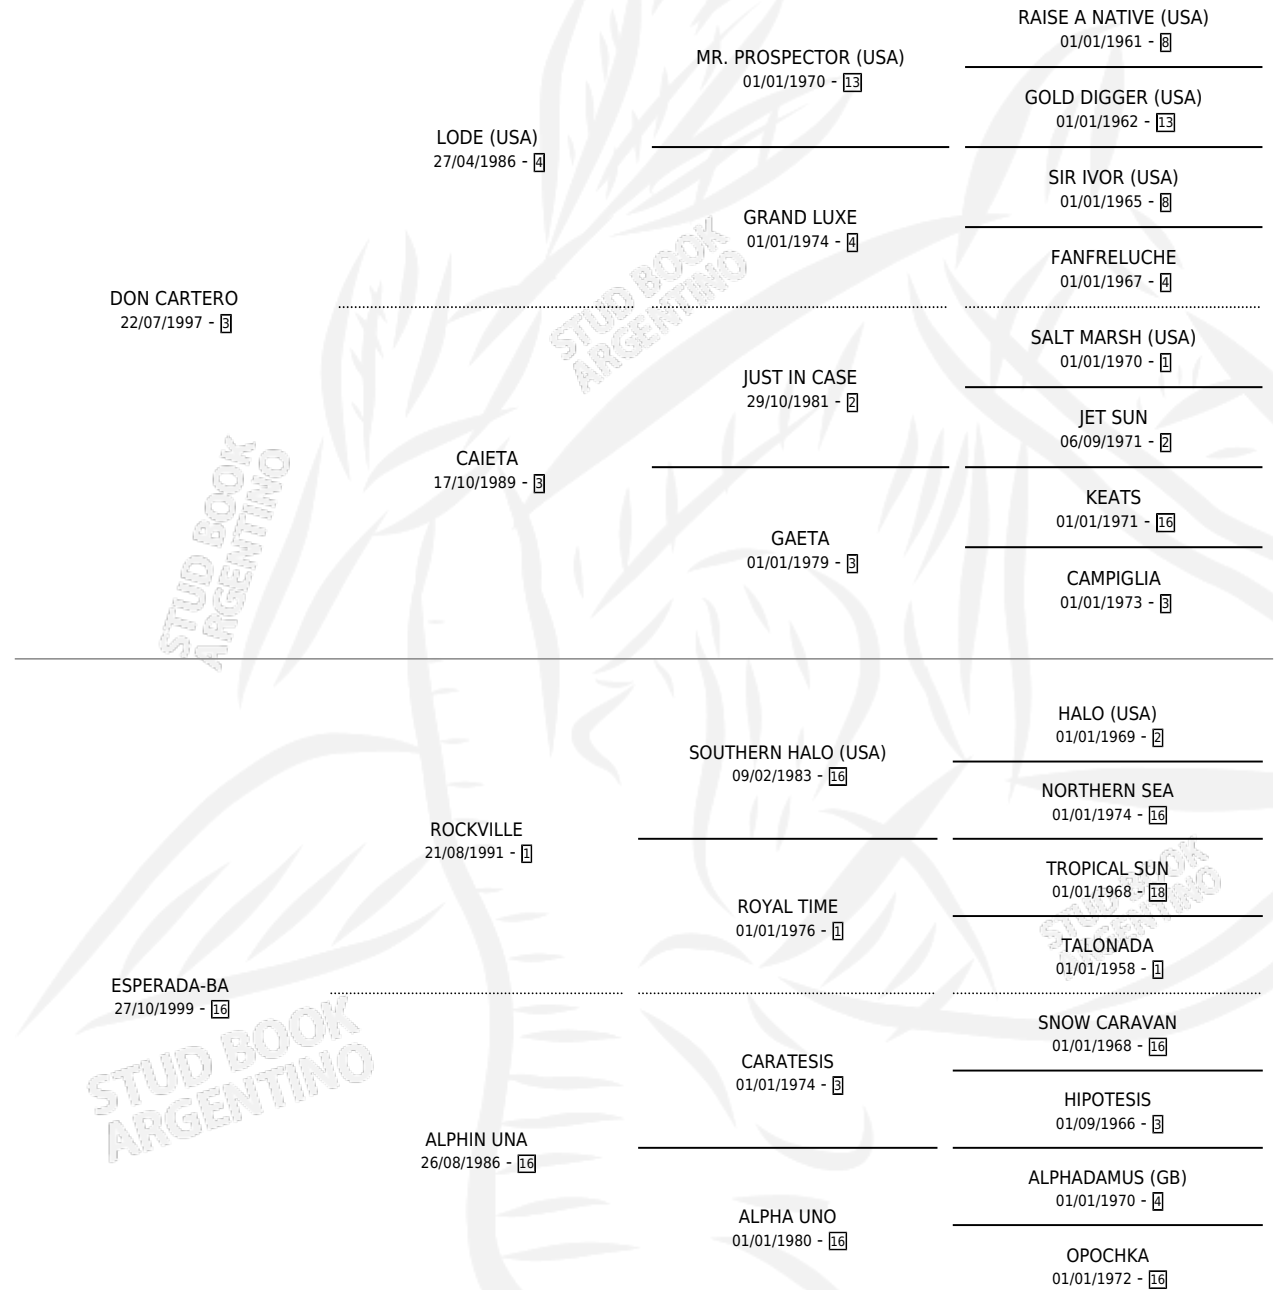 RAISE A NATIVE (USA)
01/01/1961 - 8
MR. PROSPECTOR (USA)
01/01/1970 - 13
GOLD DIGGER (USA)
01/01/1962 - 13
LODE (USA)
27/04/1986 - 4
SIR IVOR (USA)
01/01/1965 - 8
GRAND LUXE
01/01/1974 - 4
FANFRELUCHE
01/01/1967 - 4
DON CARTERO
22/07/1997 - 3
SALT MARSH (USA)
01/01/1970 - 1
JUST IN CASE
29/10/1981 - 2
JET SUN
06/09/1971 - 2
CAIETA
17/10/1989 - 3
KEATS
01/01/1971 - 16
GAETA
01/01/1979 - 3
CAMPIGLIA
01/01/1973 - 3
HALO (USA)
01/01/1969 - 2
SOUTHERN HALO (USA)
09/02/1983 - 16
NORTHERN SEA
01/01/1974 - 16
ROCKVILLE
21/08/1991 - 1
TROPICAL SUN
01/01/1968 - 18
ROYAL TIME
01/01/1976 - 1
TALONADA
01/01/1958 - 1
ESPERADA-BA
27/10/1999 - 16
SNOW CARAVAN
01/01/1968 - 16
CARATESIS
01/01/1974 - 3
HIPOTESIS
01/09/1966 - 3
ALPHIN UNA
26/08/1986 - 16
ALPHADAMUS (GB)
01/01/1970 - 4
ALPHA UNO
01/01/1980 - 16
OPOCHKA
01/01/1972 - 16
STUD BOOK
ARGENTINO
STUD BOOK
ARGENTINO
STUD BOOK
ARGENTINO
STUD BOOK
ARGENTINO